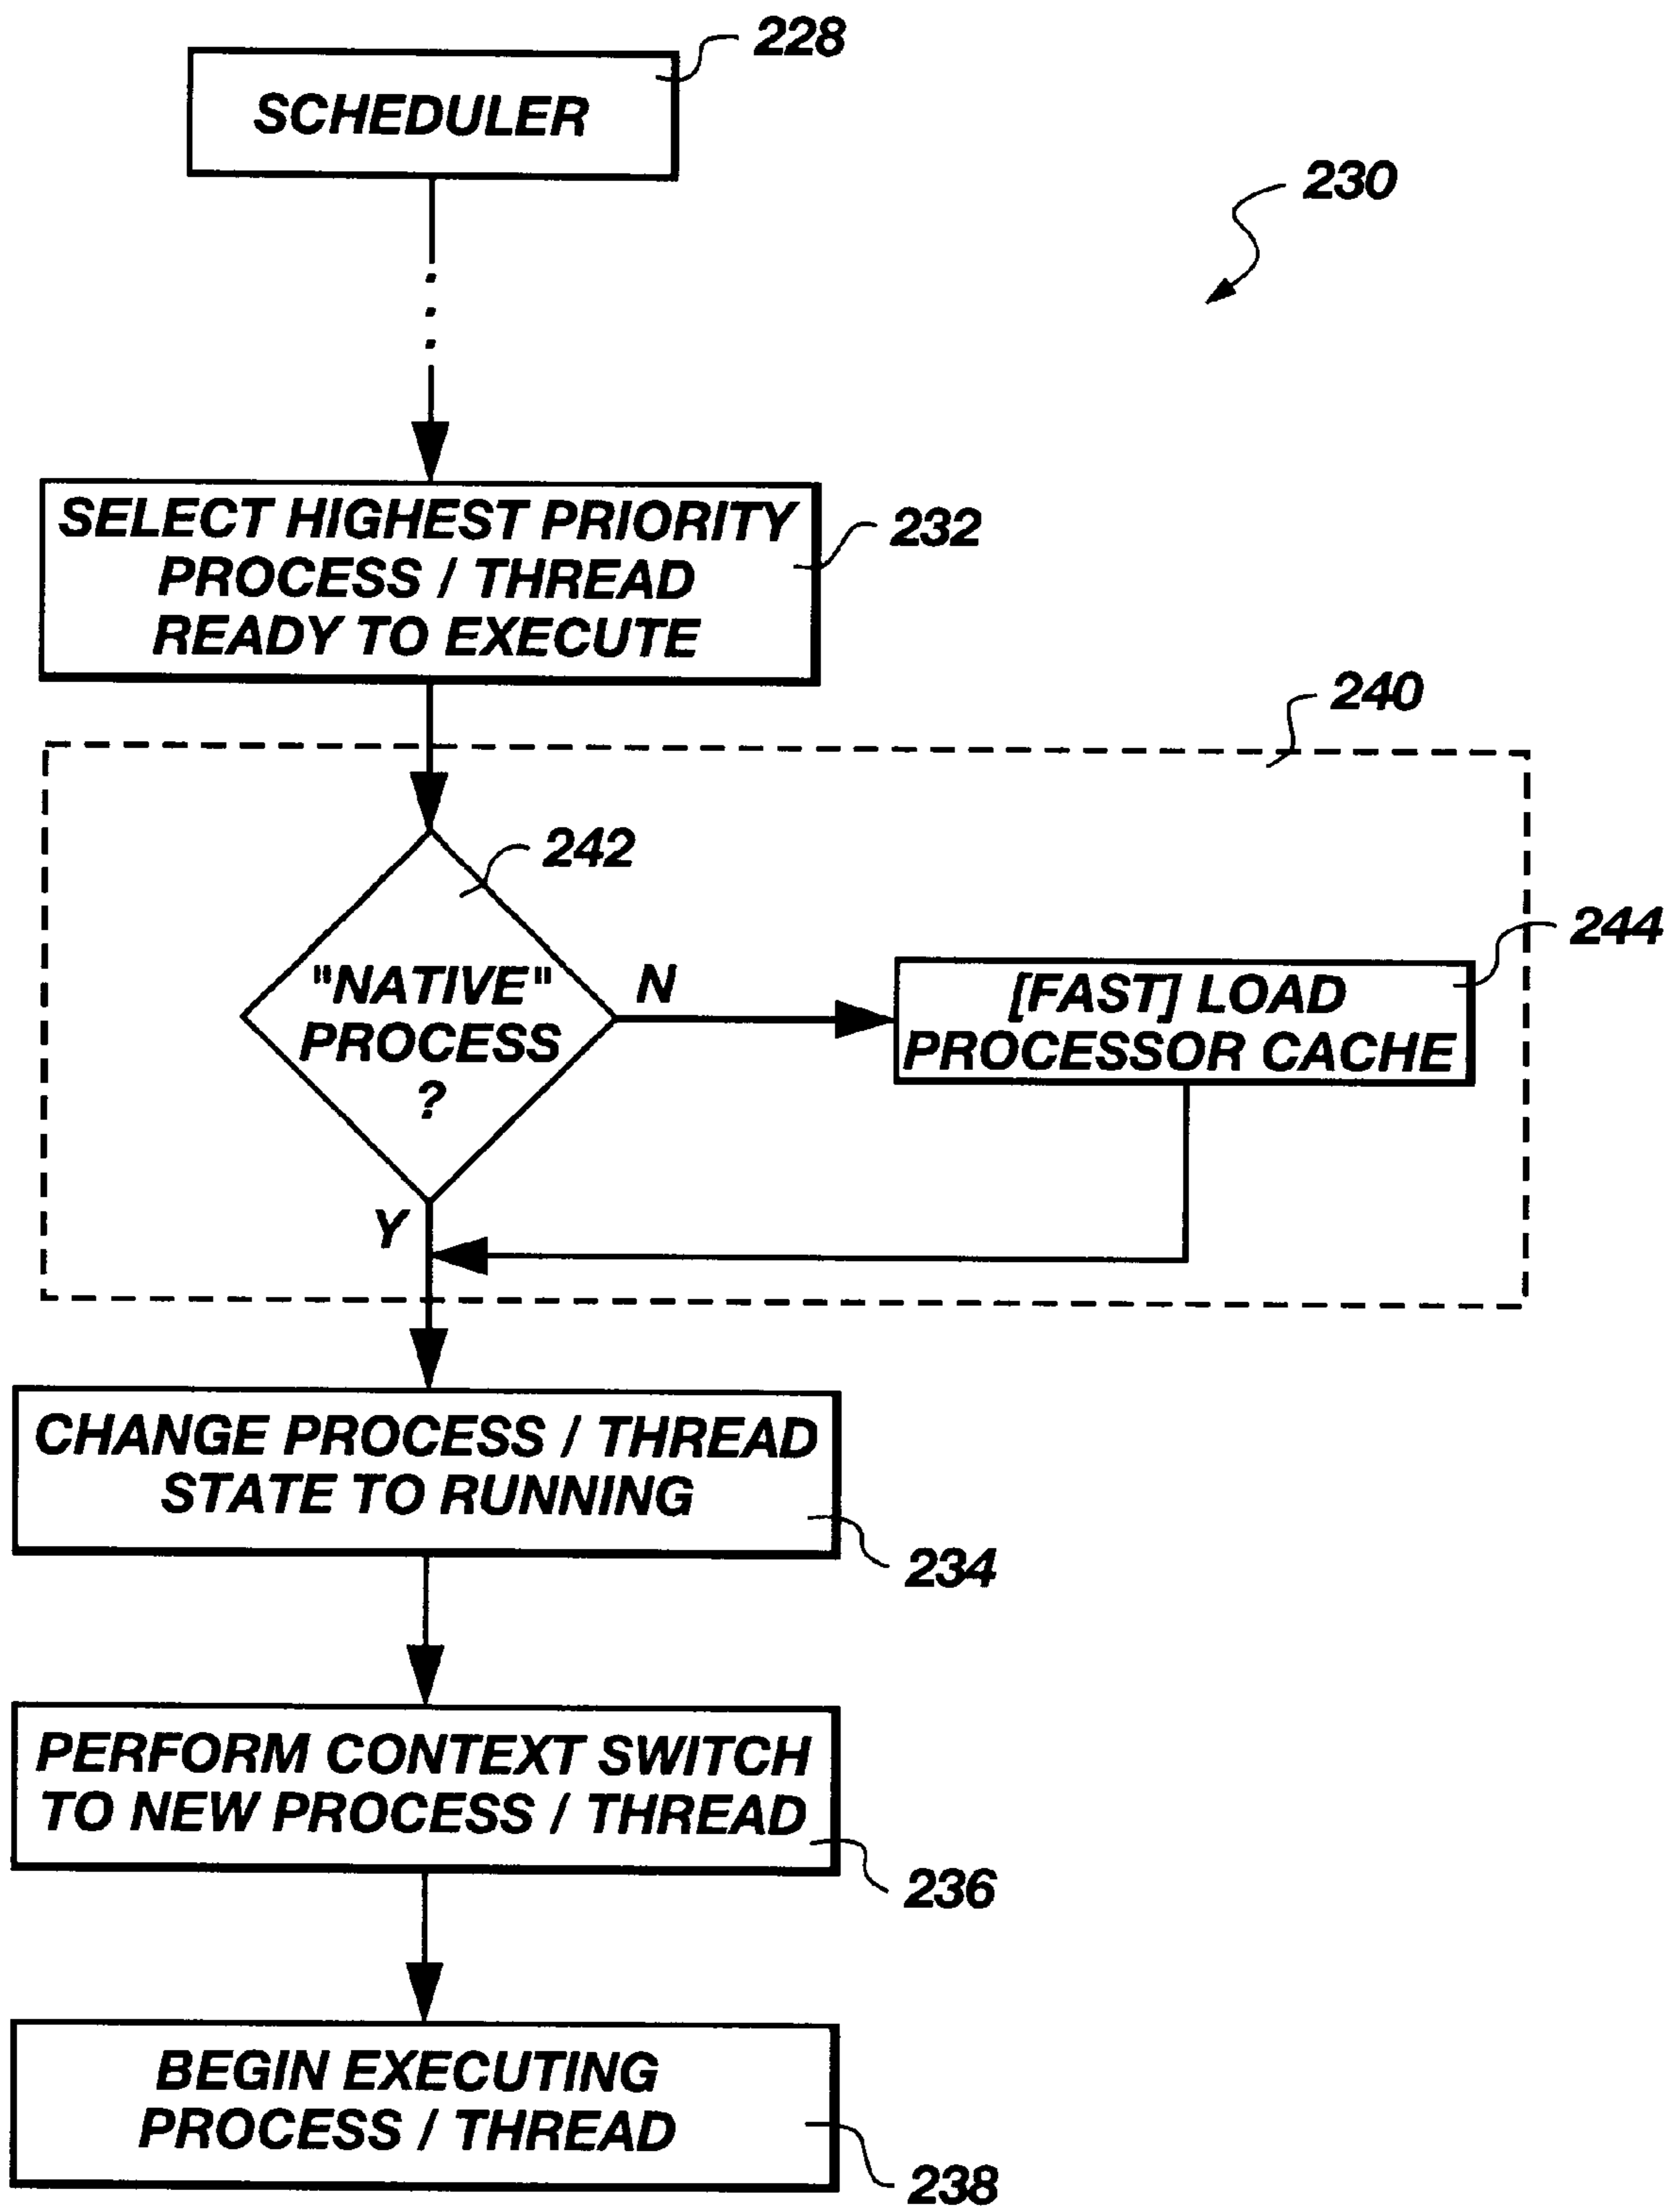 228
SCHEDULER
230
SELECT HIGHEST PRIORITY
PROCESS / THREAD
READY TO EXECUTE
232
240
242
"NATIVE"
PROCESS
?
N
244
[FAST] LOAD
PROCESSOR CACHE
Y
CHANGE PROCESS / THREAD
STATE TO RUNNING
234
PERFORM CONTEXT SWITCH
TO NEW PROCESS / THREAD
236
BEGIN EXECUTING
PROCESS / THREAD
238